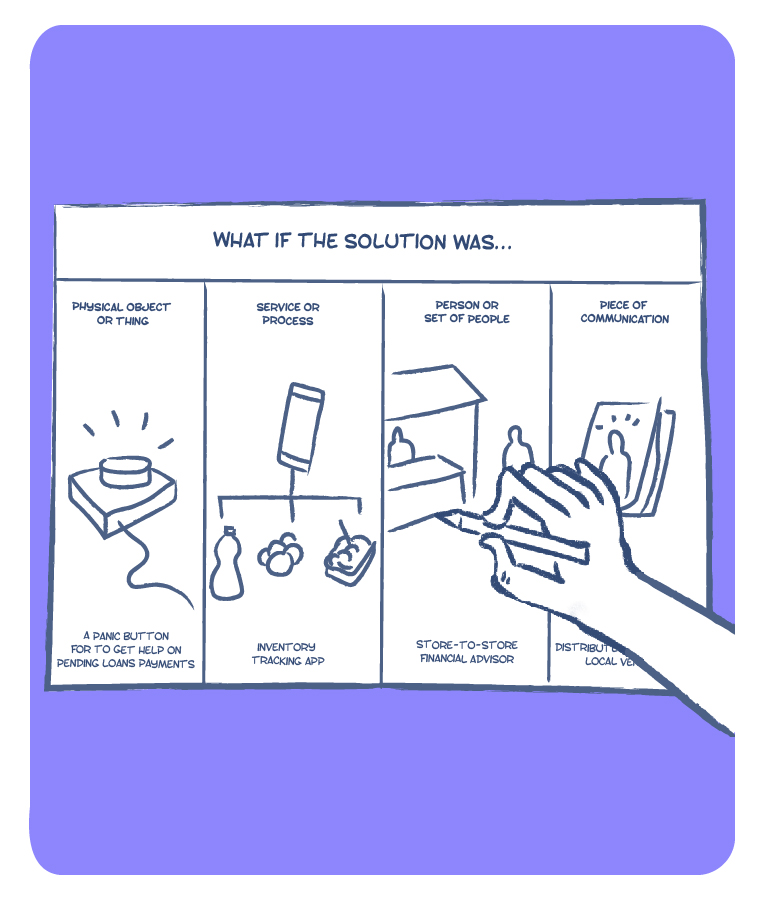 WHAT IF THE SOLUTION WAS...
PHYSICAL OBJECT
OR THING
SERVICE OR
PROCESS
PERSON OR
SET OF PEOPLE
PIECE OF
COMMUNICATION
A PANIC BUTTON
FOR TO GET HELP ON
PENDING LOANS PAYMENTS
INVENTORY
TRACKING APP
STORE-TO-STORE
FINANCIAL ADVISOR
LOCAL